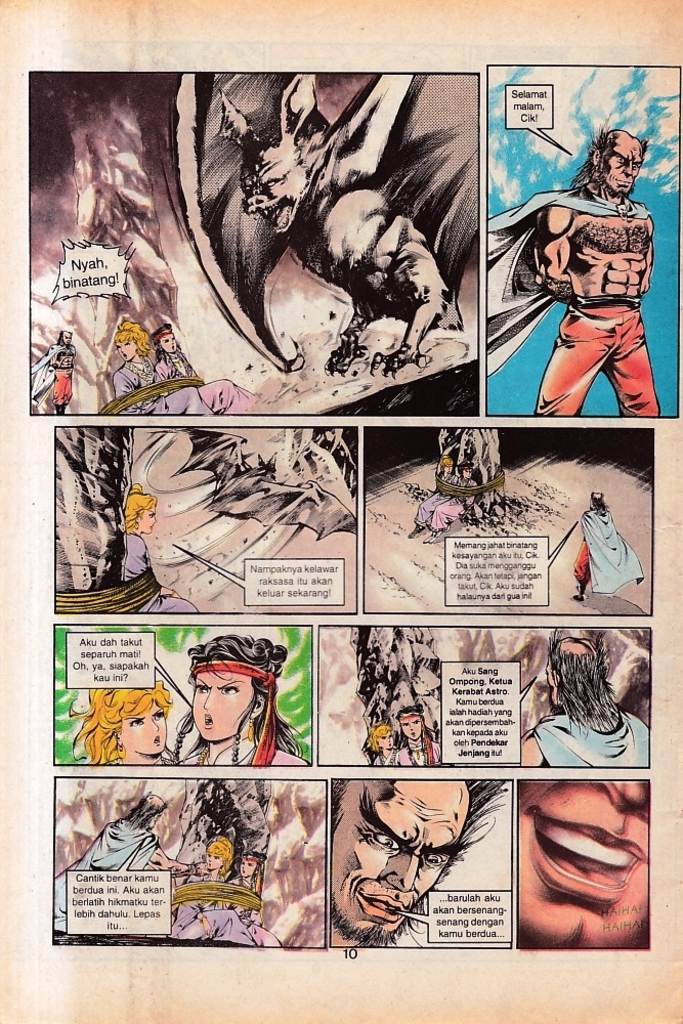 Nyah,
binatang!
Selamat
malam,
Cik!
Nampaknya kelawar
raksasa itu akan
keluar sekarang!
Memang jahat binatang
kesayangan aku itu, Cik.
Dia suka mengganggu
orang. Akan tetapi, jangan
takut, Cik. Aku sudah
halaunya dari gua ini!
Aku dah takut
separuh mati!
Oh, ya, siapakah
kau ini?
Aku Sang
Ompong, Ketua
Kerabat Astro.
Kamu berdua
ialah hadiah yang
akan dipersembah-
kan kepada aku
oleh Pendekar
Jenjang itu!
Cantik benar kamu
berdua ini. Aku akan
berlatih hikmatku ter-
lebih dahulu. Lepas
itu...
...barulah aku
akan bersenang-
senang dengan
kamu berdua...
HAIHAI
HAIHAI
10